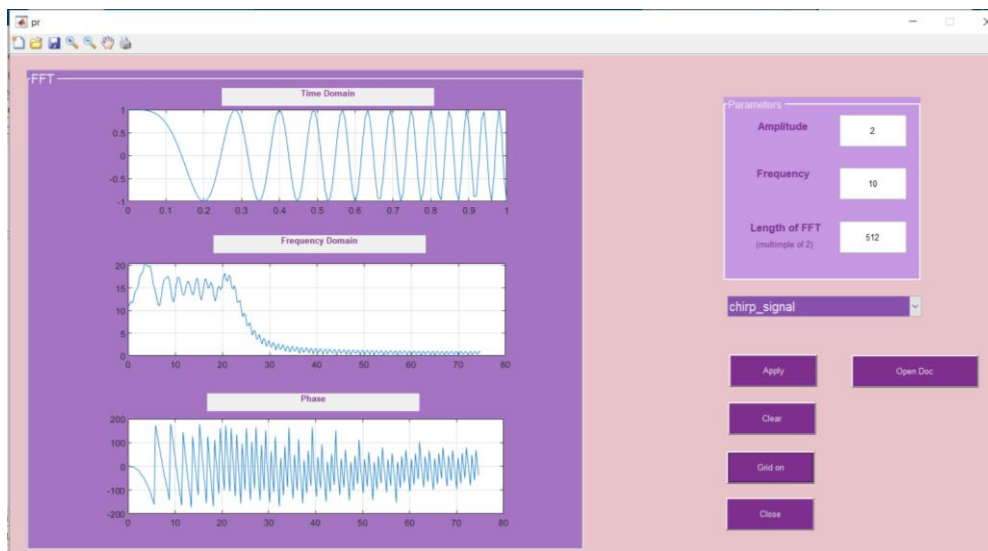 pr
FFT
Time Domain
1
0.5
0
-0.5
-1
0 0.1 0.2 0.3 0.4 0.5 0.6 0.7 0.8 0.9 1
Frequency Domain
20
15
10
5
0
0 10 20 30 40 50 60 70 80
Phase
200
100
0
-100
-200
0 10 20 30 40 50 60 70 80
Parameters
Amplitude 2
Frequency 10
Length of FFT 512
(multimple of 2)
chirp_signal
Apply Open Doc
Clear
Grid on
Close